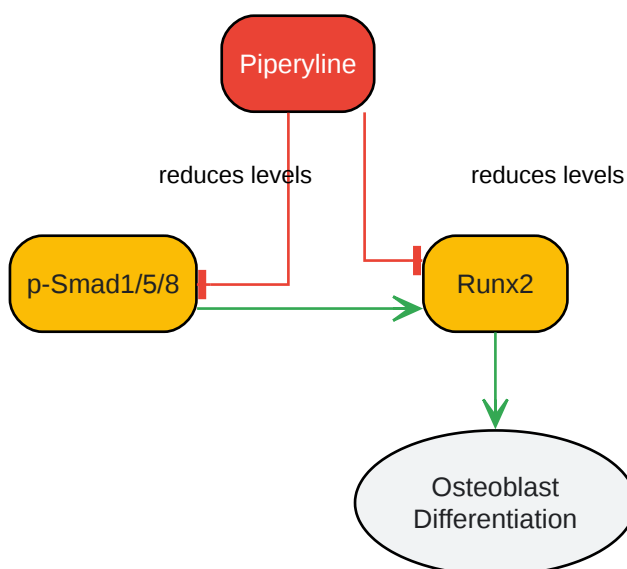 Piperyline
reduces levels
reduces levels
p-Smad1/5/8
Runx2
Osteoblast
Differentiation